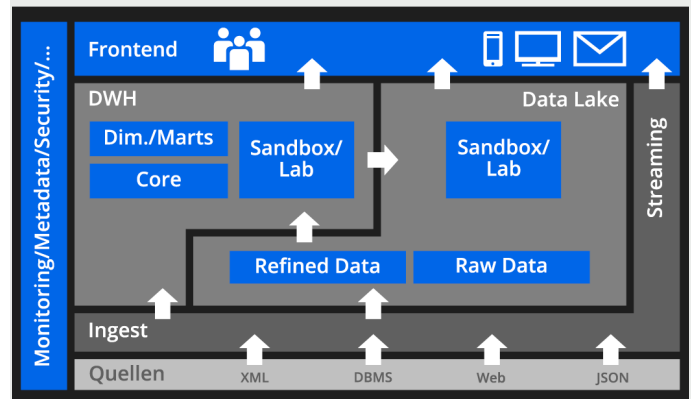 Monitoring/Metadata/Security/...
Frontend
DWH
Data Lake
Dim./Marts
Core
Sandbox/
Lab
Sandbox/
Lab
Streaming
Refined Data
Raw Data
Ingest
Quellen
XML
DBMS
Web
JSON